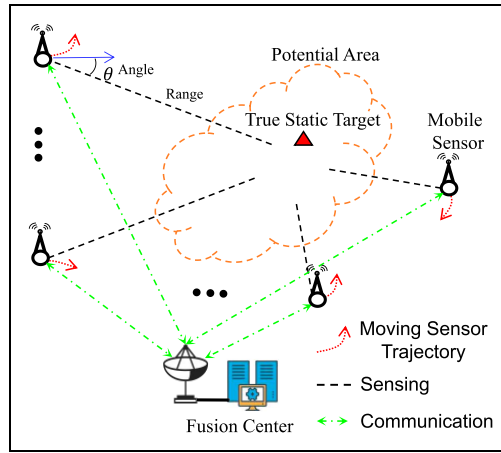 Potential Area
θ Angle
Range
True Static Target
Mobile
Sensor
Moving Sensor
Trajectory
Sensing
Communication
Fusion Center